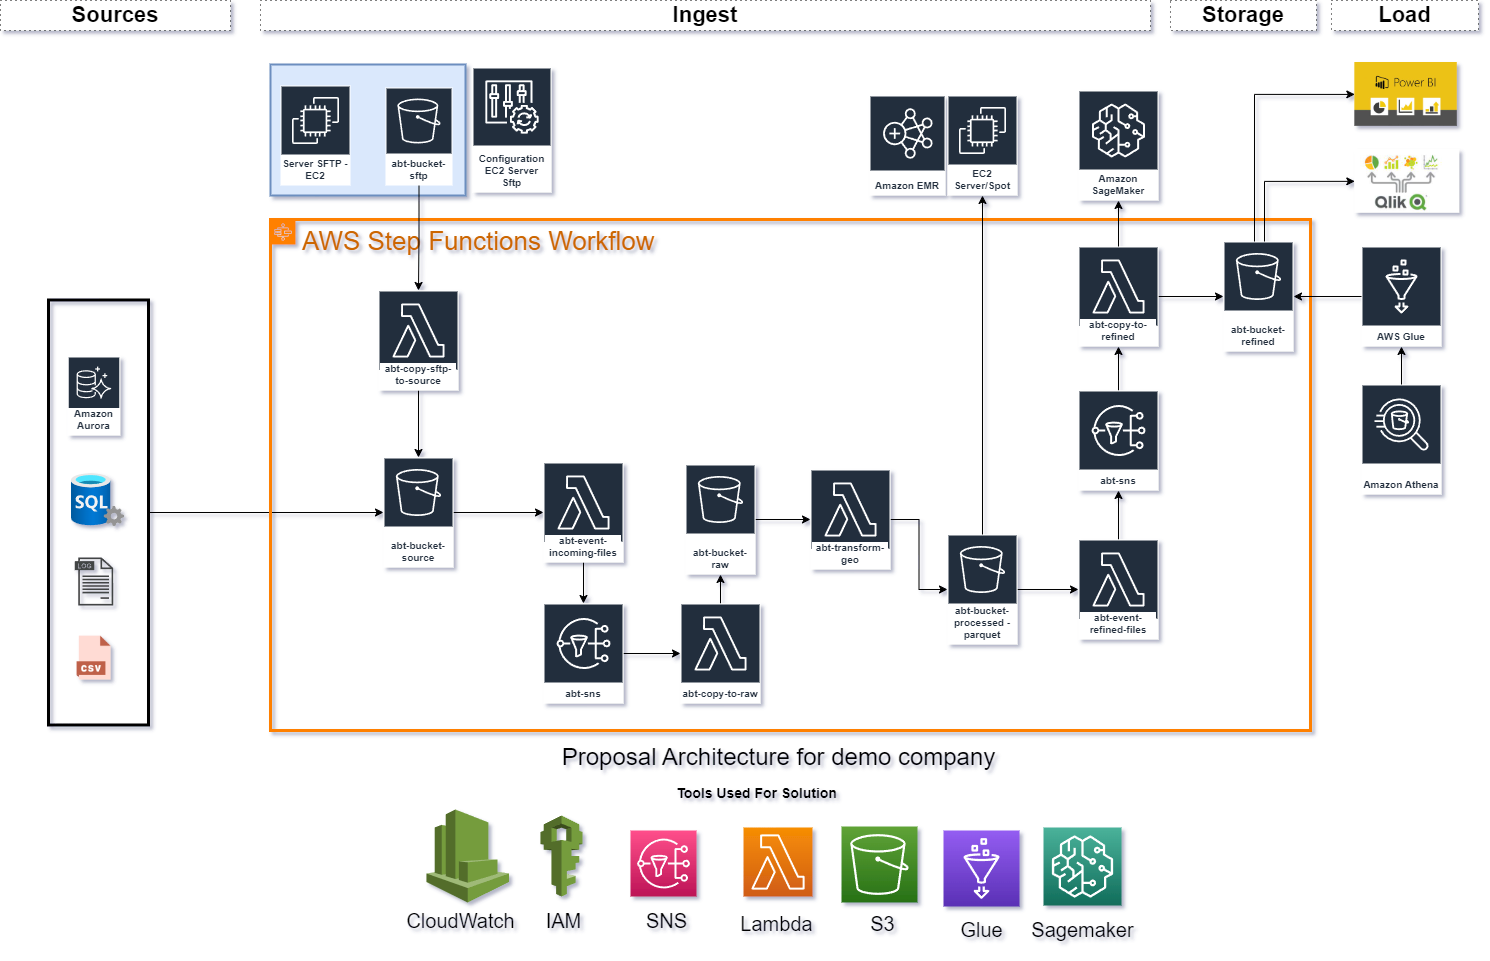 Sources
Ingest
Storage
Load
Server SFTP -
EC2
abt-bucket-
sftp
Configuration
EC2 Server
Sftp
Amazon EMR
EC2
Server/Spot
Amazon
SageMaker
Power BI
Qlik
AWS Step Functions Workflow
abt-copy-sftp-
to-source
abt-copy-to-
refined
abt-bucket-
refined
AWS Glue
Amazon
Aurora
SQL
LOG
CSV
abt-bucket-
source
abt-event-
incoming-files
abt-sns
abt-copy-to-raw
abt-bucket-
raw
abt-transform-
geo
abt-bucket-
processed -
parquet
abt-event-
refined-files
abt-sns
Amazon Athena
Proposal Architecture for demo company
Tools Used For Solution
CloudWatch
IAM
SNS
Lambda
S3
Glue
Sagemaker